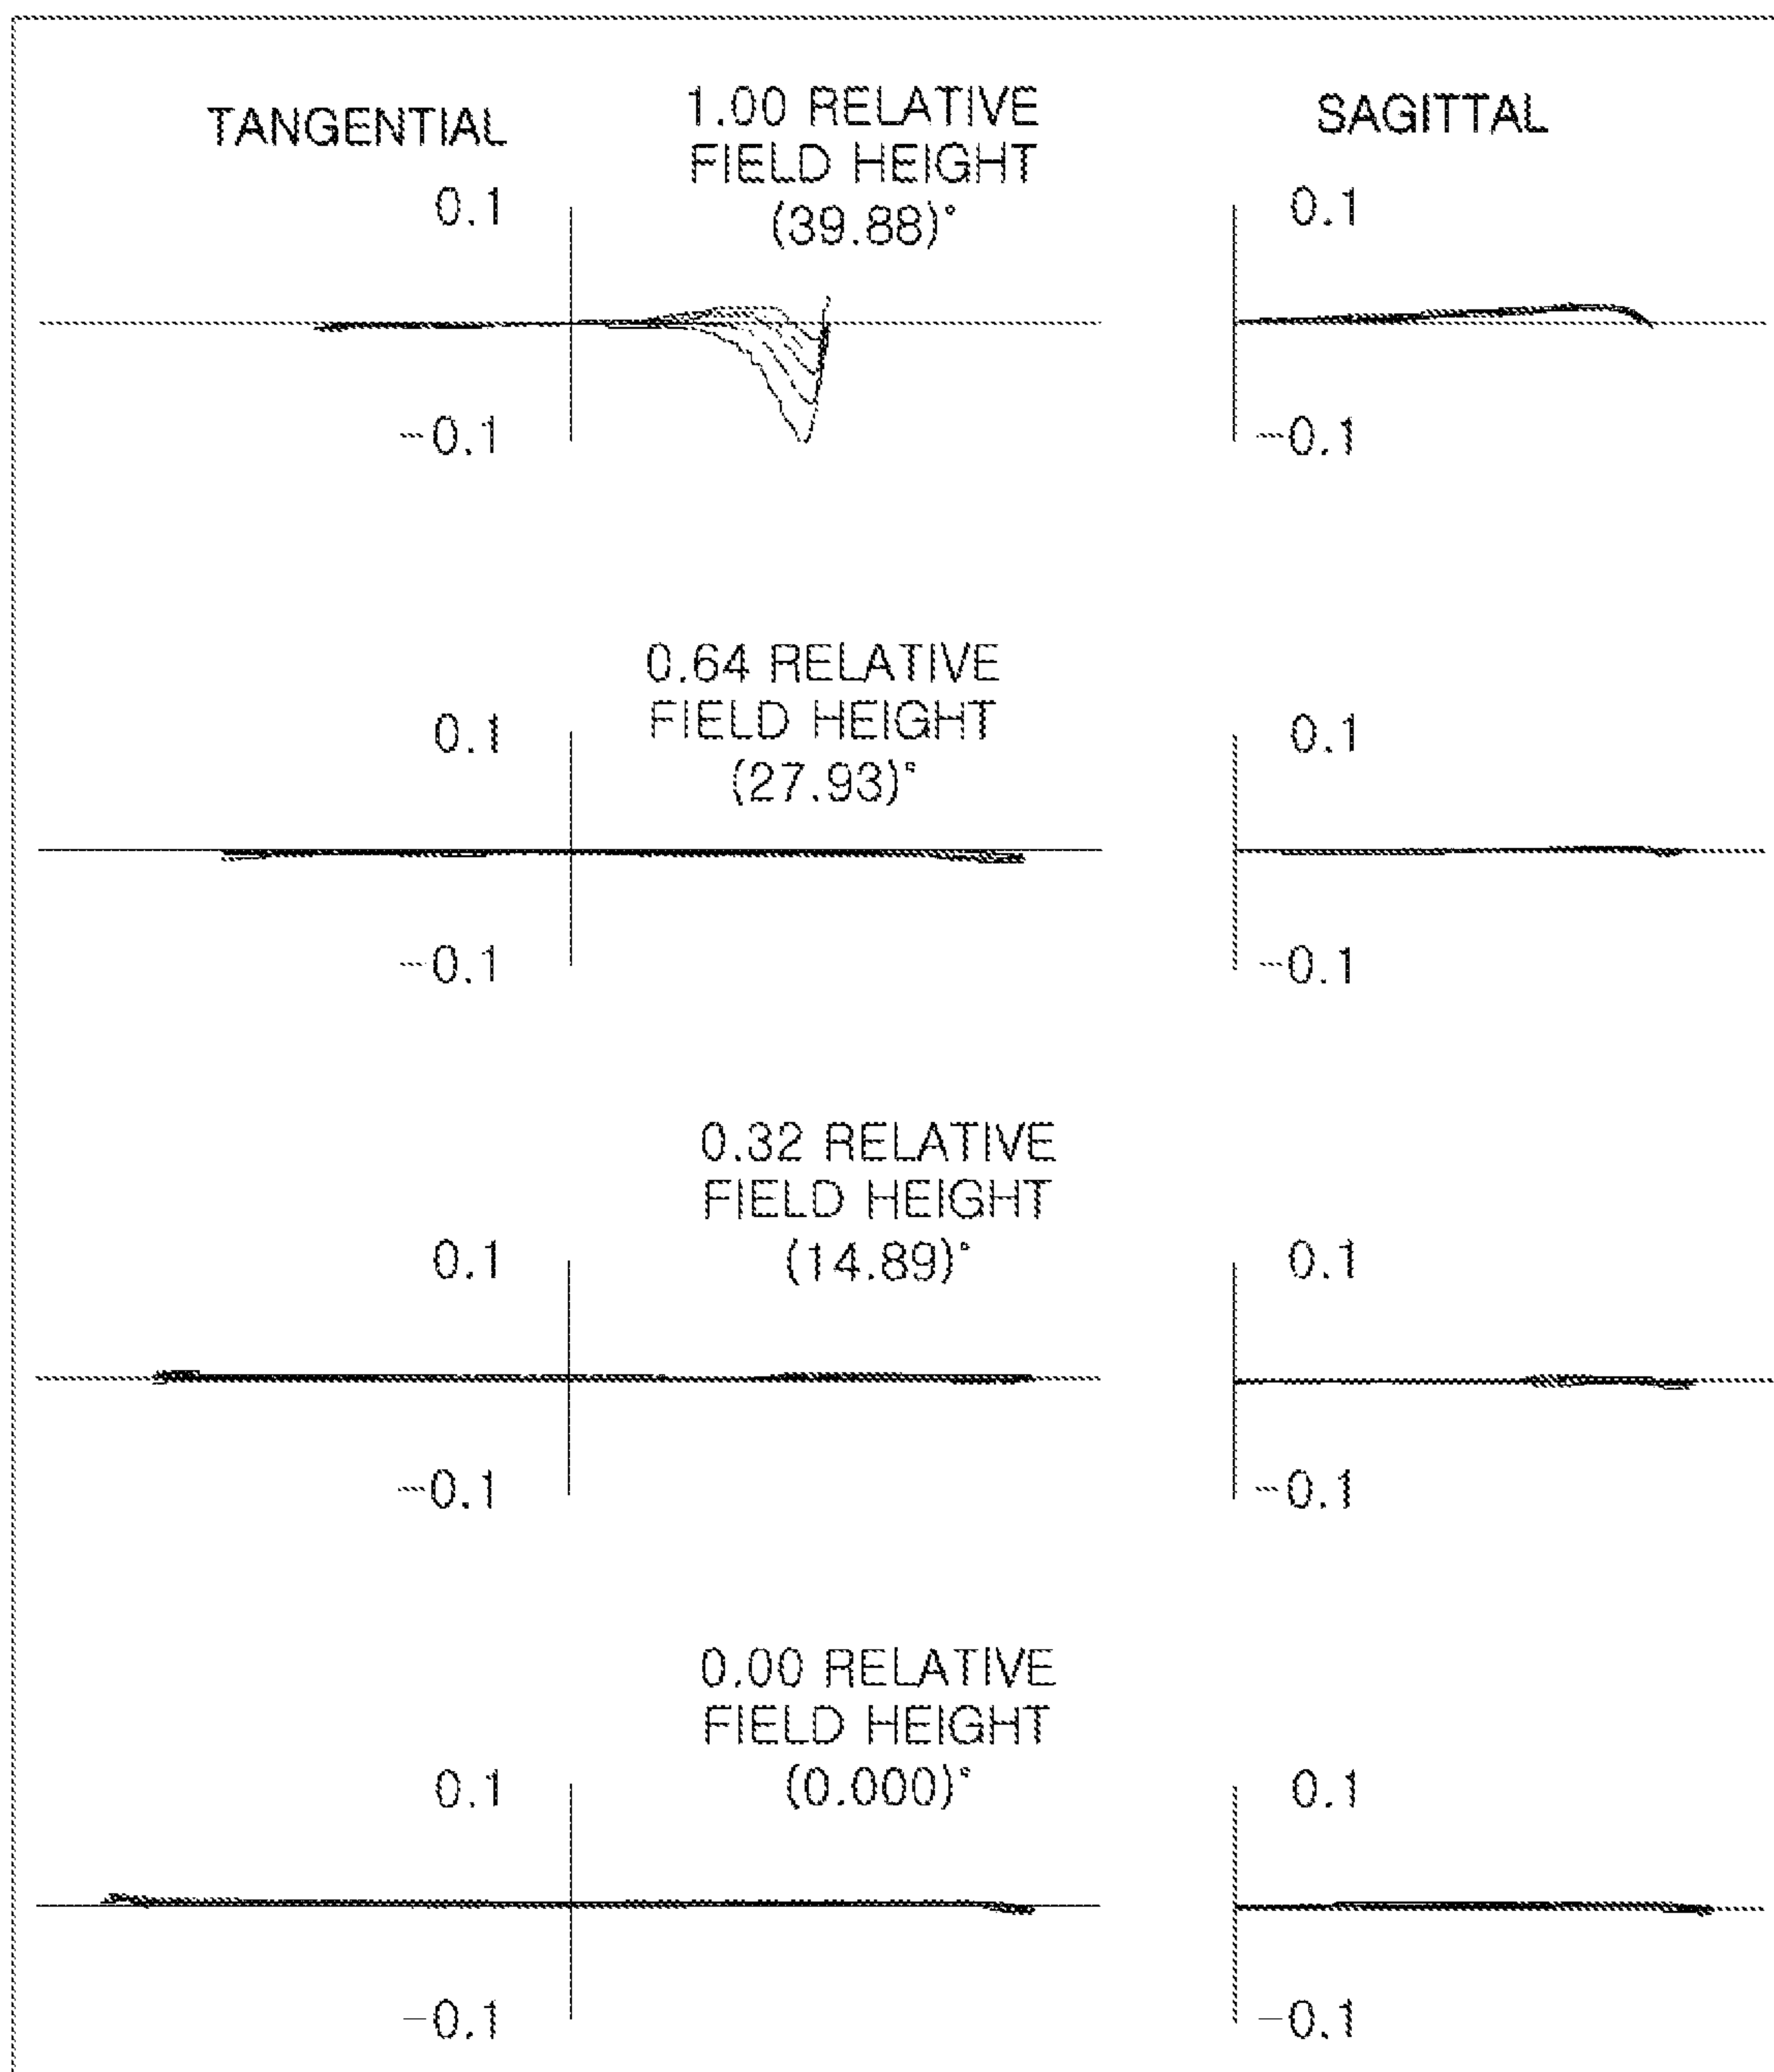 TANGENTIAL
1.00 RELATIVE
FIELD HEIGHT
(39.88)°
SAGITTAL
0.1
0.1
-0.1
-0.1
0.64 RELATIVE
FIELD HEIGHT
(27.93)°
0.1
0.1
-0.1
-0.1
0.32 RELATIVE
FIELD HEIGHT
(14.89)°
0.1
0.1
-0.1
-0.1
0.00 RELATIVE
FIELD HEIGHT
(0.000)°
0.1
0.1
-0.1
-0.1